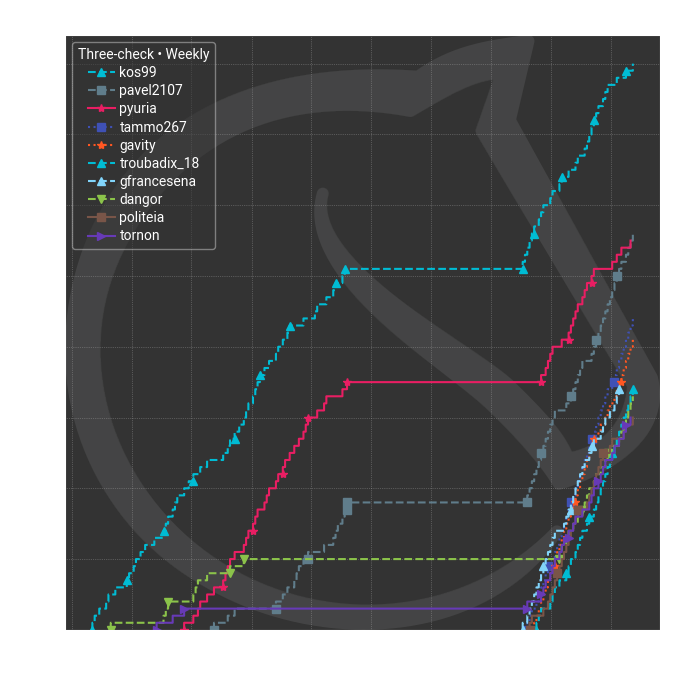 Three-check • Weekly
kos99
pavel2107
pyuria
tammo267
gavity
troubadix_18
gfrancesena
dangor
politeia
tornon